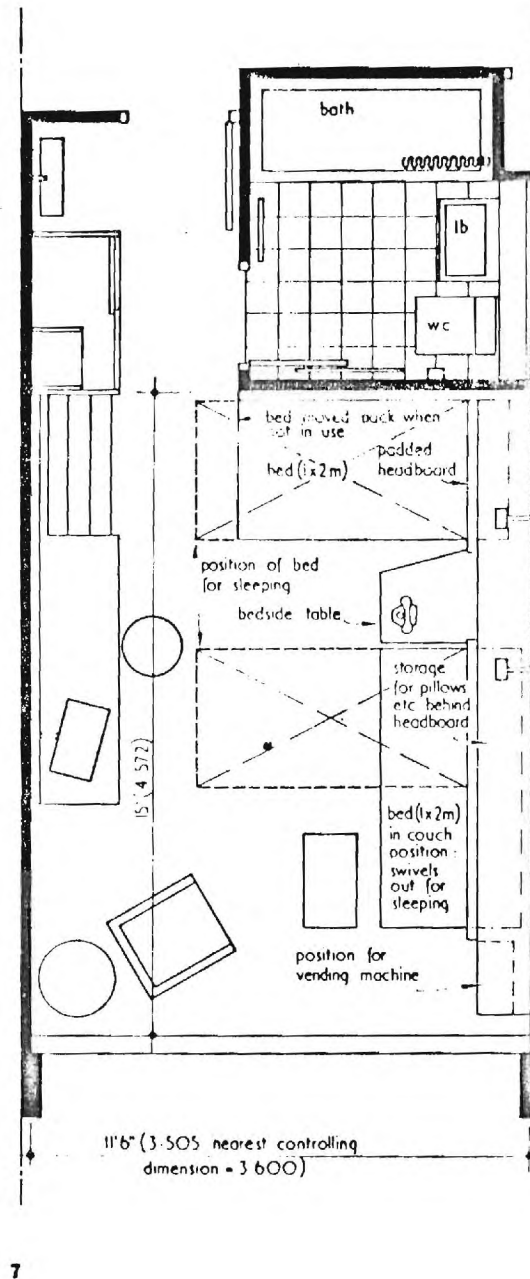 bath
lb
wc
bed moved back when
not in use
bed (1x2m)
padded
headboard
position of bed
for sleeping
bedside table
storage
for pillows
etc behind
headboard
15' (4 572)
bed (1x2m)
in couch
position :
swivels
out for
sleeping
position for
vending machine
11'6" (3·505 nearest controlling
dimension = 3 600)
7